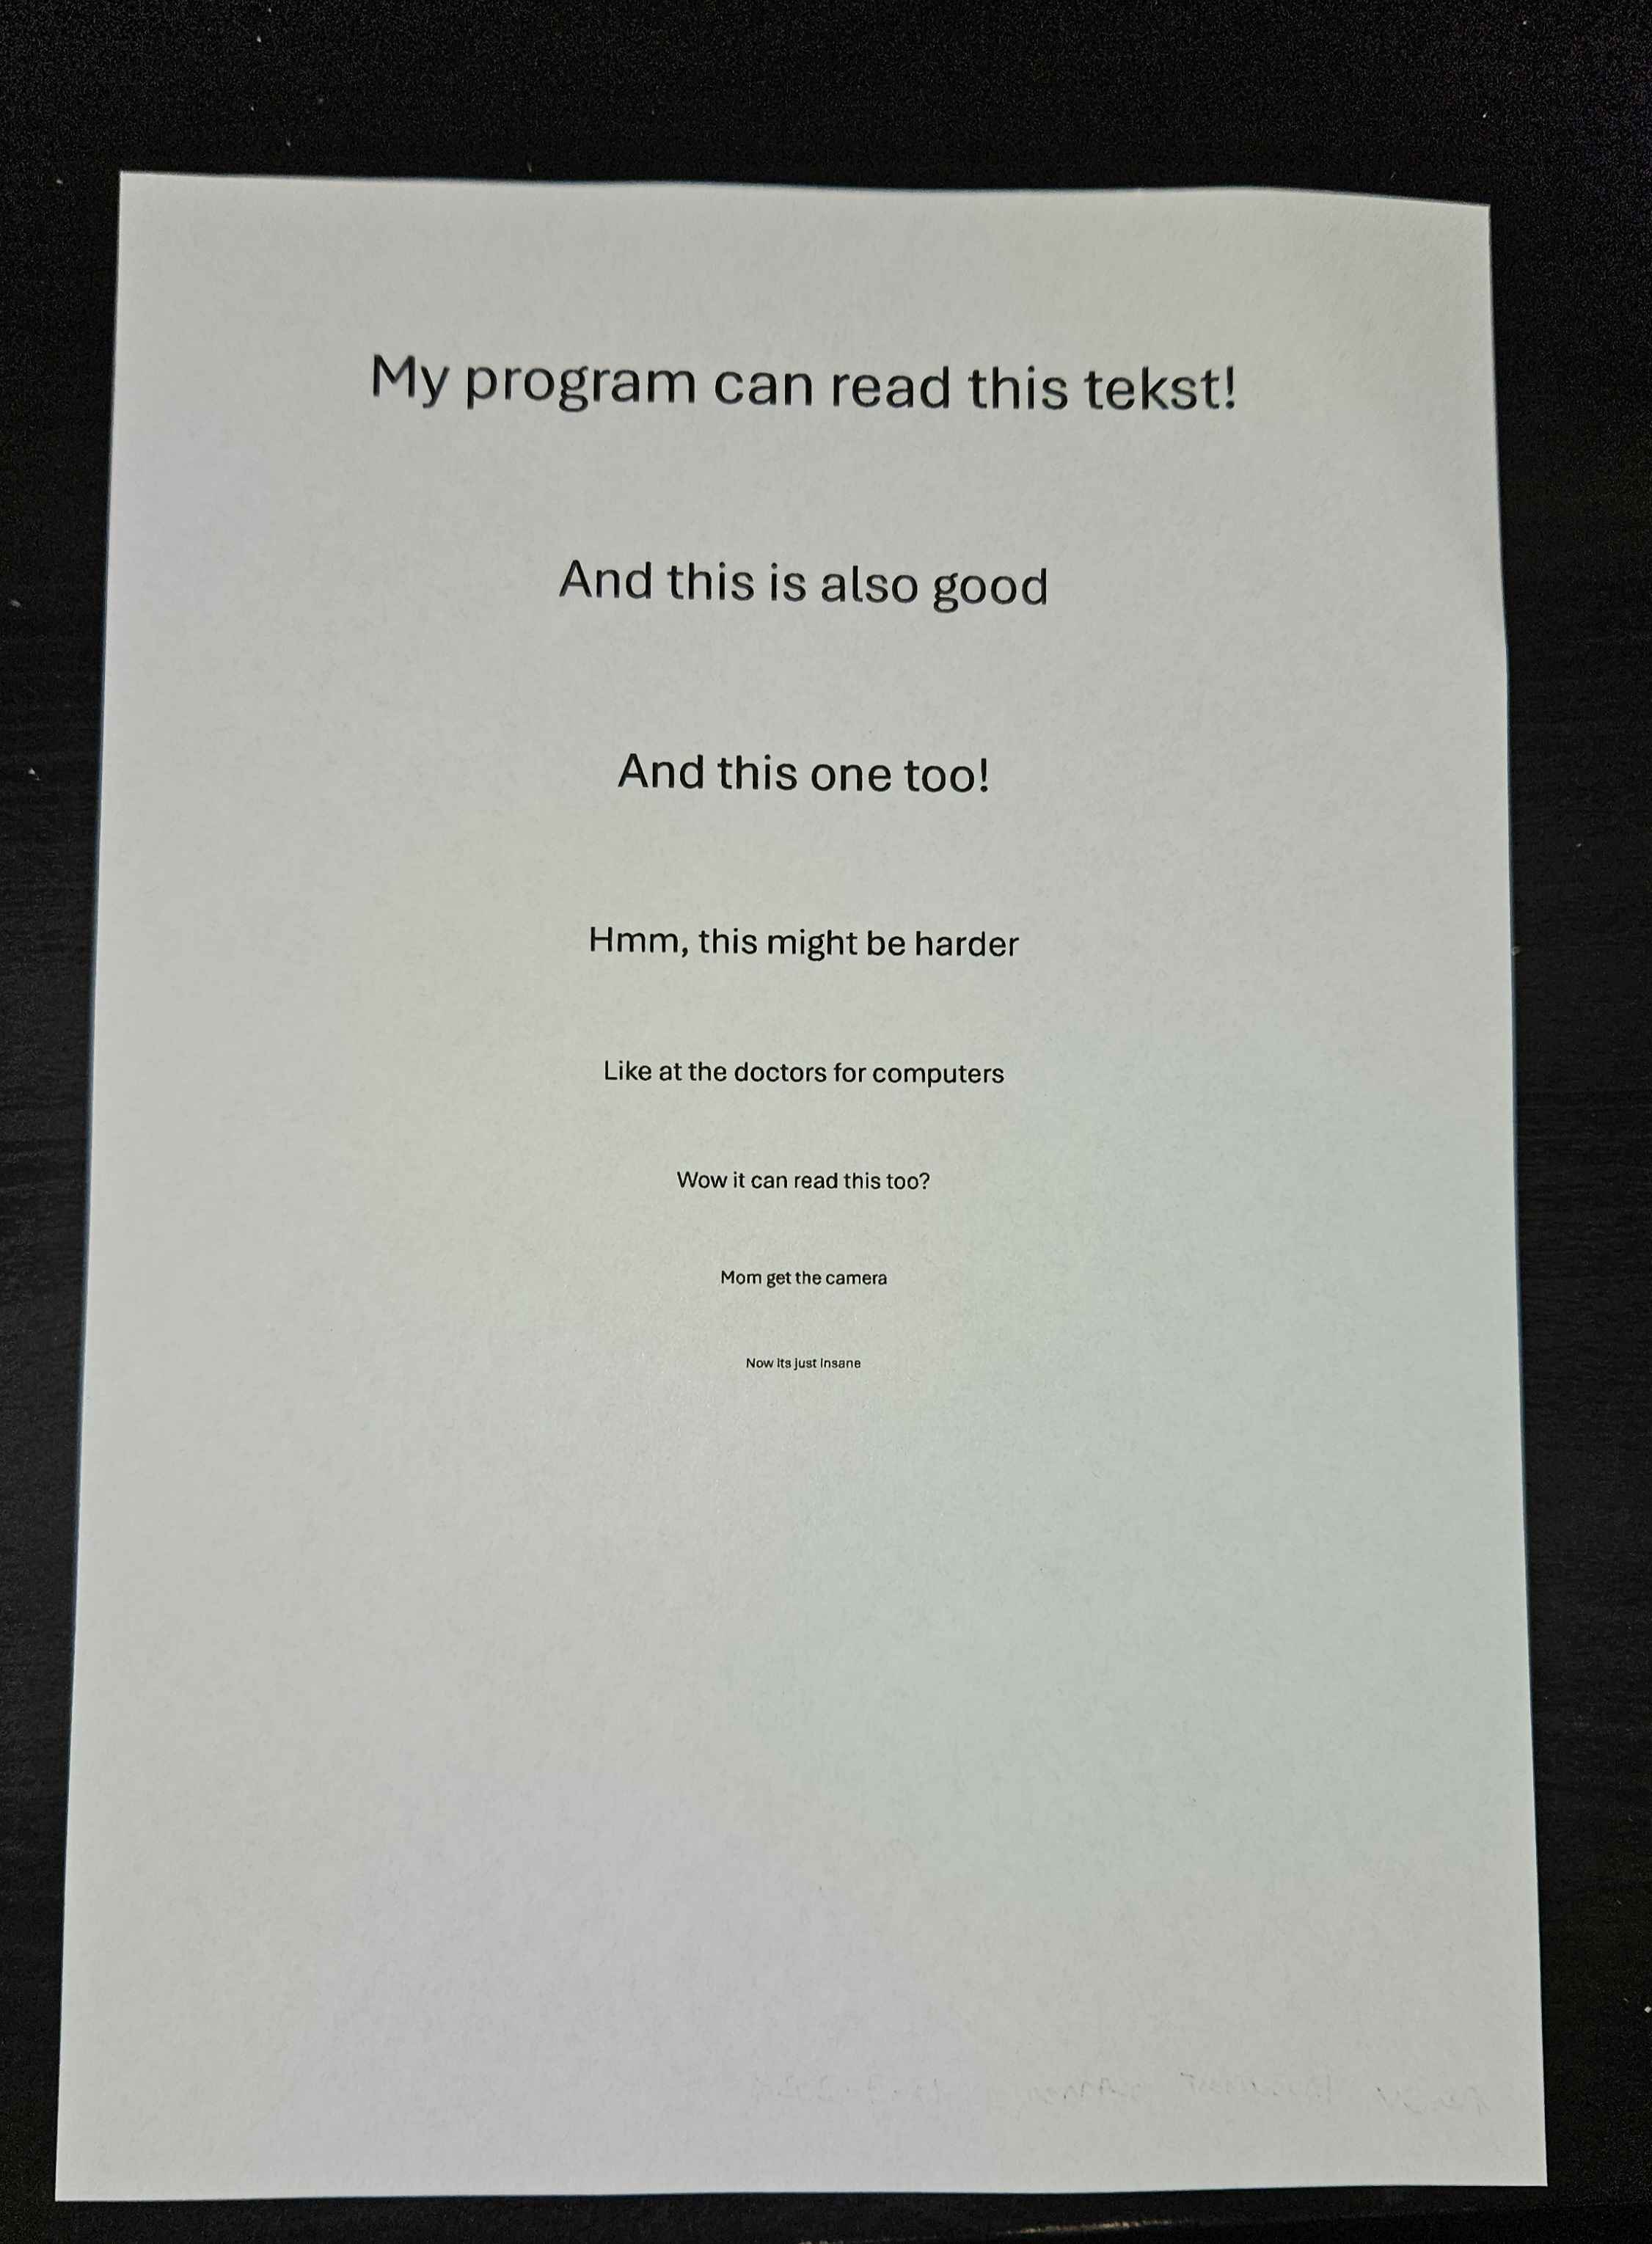 My program can read this tekst!
And this is also good
And this one too!
Hmm, this might be harder
Like at the doctors for computers
Wow it can read this too?
Mom get the camera
Now its just insane